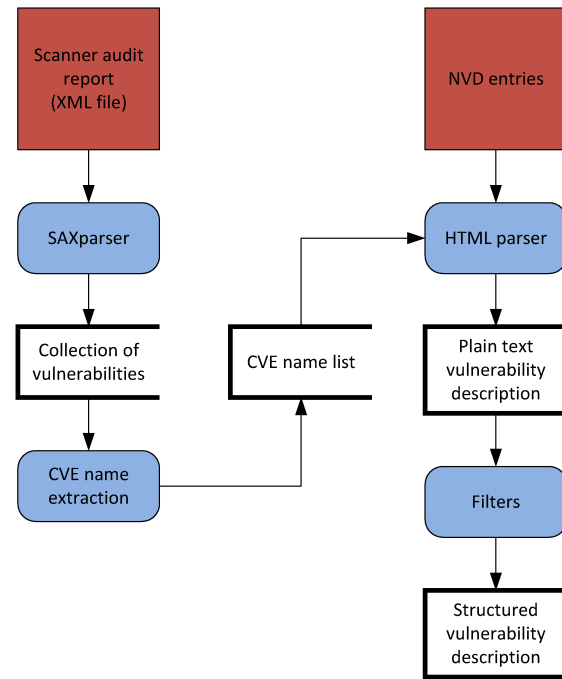 Scanner audit
report
(XML file)
SAXparser
Collection of
vulnerabilities
CVE name
extraction
CVE name list
NVD entries
HTML parser
Plain text
vulnerability
description
Filters
Structured
vulnerability
description